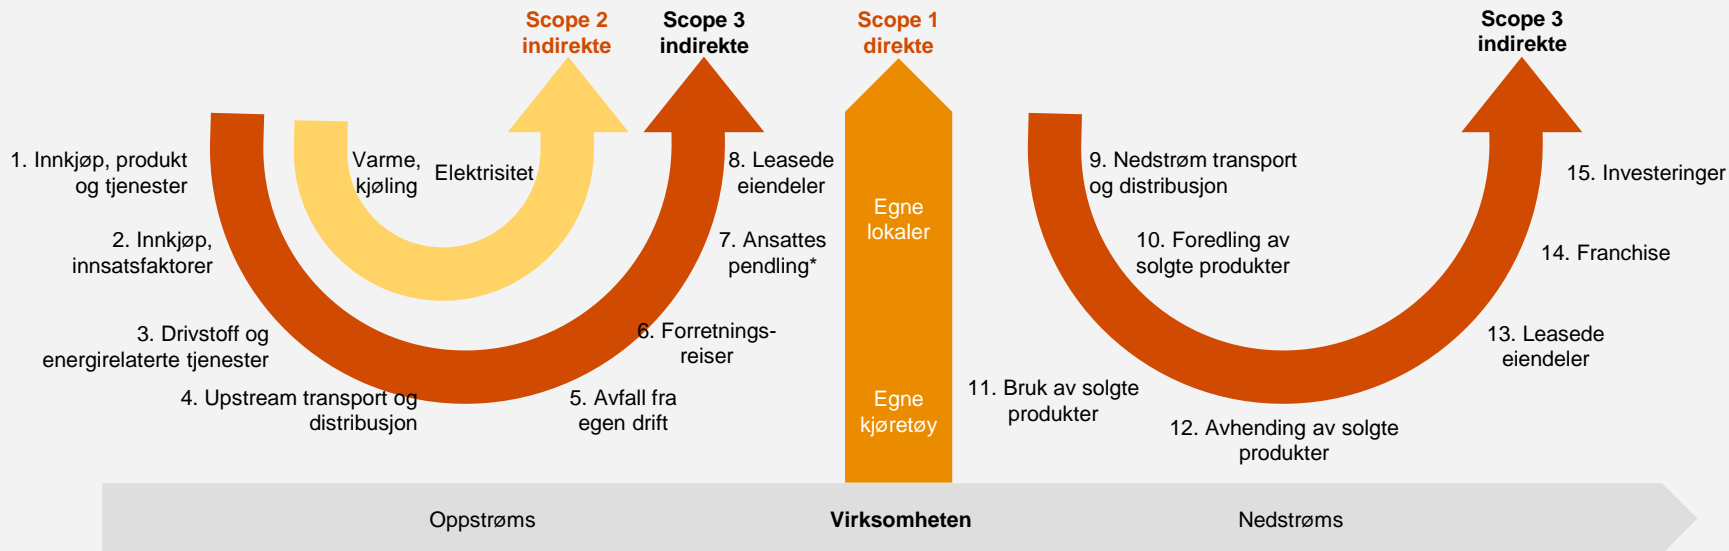 Scope 2
indirekte
Scope 3
indirekte
Scope 1
direkte
Scope 3
indirekte
1. Innkjøp, produkt
og tjenester
2. Innkjøp,
innsatsfaktorer
3. Drivstoff og
energirelaterte tjenester
4. Upstream transport og
distribusjon
5. Avfall fra
egen drift
6. Forretnings-
reiser
7. Ansattes
pendling*
8. Leasede
eiendeler
Varme,
kjøling
Elektrisitet
Egne
lokaler
Egne
kjøretøy
9. Nedstrøm transport
og distribusjon
10. Foredling av
solgte produkter
11. Bruk av solgte
produkter
12. Avhending av solgte
produkter
13. Leasede
eiendeler
14. Franchise
15. Investeringer
Oppstrøms
Virksomheten
Nedstrøms